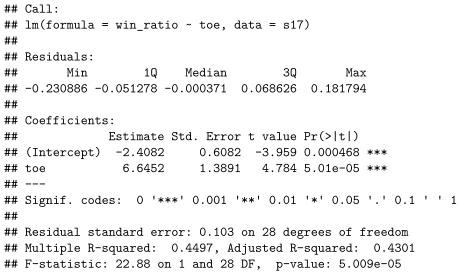 ## Call:
## lm(formula = win_ratio ~ toe, data = s17)
##
## Residuals:
##       Min        1Q    Median        3Q       Max
## -0.230886 -0.051278 -0.000371  0.068626  0.181794
##
## Coefficients:
##             Estimate Std. Error t value Pr(>|t|)
## (Intercept)  -2.4082     0.6082  -3.959 0.000468 ***
## toe           6.6452     1.3891   4.784 5.01e-05 ***
## ---
## Signif. codes:  0 '***' 0.001 '**' 0.01 '*' 0.05 '.' 0.1 ' ' 1
##
## Residual standard error: 0.103 on 28 degrees of freedom
## Multiple R-squared:  0.4497, Adjusted R-squared:  0.4301
## F-statistic: 22.88 on 1 and 28 DF,  p-value: 5.009e-05